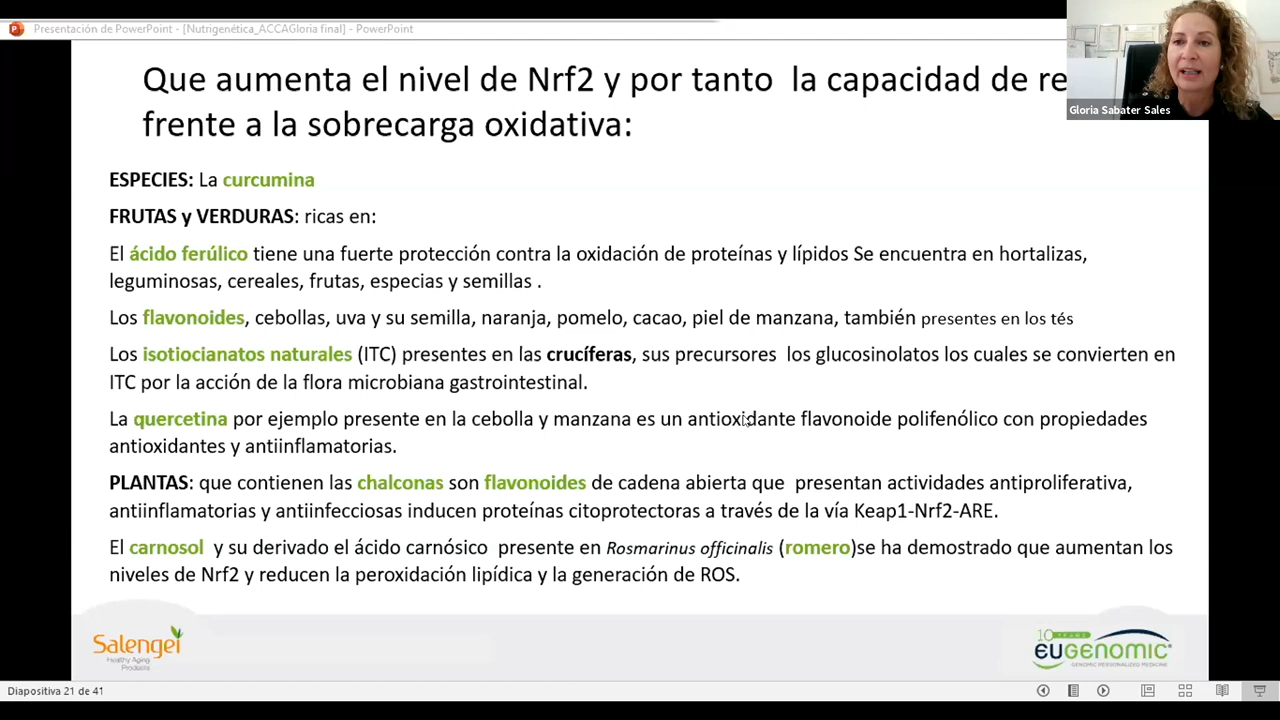 Presentación de PowerPoint - [Nutrigenética_ACCAGloria final] - PowerPoint
Gloria Sabater Sales
Que aumenta el nivel de Nrf2 y por tanto la capacidad de re
frente a la sobrecarga oxidativa:
ESPECIES: La curcumina
FRUTAS y VERDURAS: ricas en:
El ácido ferúlico tiene una fuerte protección contra la oxidación de proteínas y lípidos Se encuentra en hortalizas,
leguminosas, cereales, frutas, especias y semillas .
Los flavonoides, cebollas, uva y su semilla, naranja, pomelo, cacao, piel de manzana, también presentes en los tés
Los isotiocianatos naturales (ITC) presentes en las crucíferas, sus precursores los glucosinolatos los cuales se convierten en
ITC por la acción de la flora microbiana gastrointestinal.
La quercetina por ejemplo presente en la cebolla y manzana es un antioxidante flavonoide polifenólico con propiedades
antioxidantes y antiinflamatorias.
PLANTAS: que contienen las chalconas son flavonoides de cadena abierta que presentan actividades antiproliferativa,
antiinflamatorias y antiinfecciosas inducen proteínas citoprotectoras a través de la vía Keap1-Nrf2-ARE.
El carnosol y su derivado el ácido carnósico presente en Rosmarinus officinalis (romero)se ha demostrado que aumentan los
niveles de Nrf2 y reducen la peroxidación lipídica y la generación de ROS.
Salengei
Healthy Aging
Products
10 YEARS
EUGENOMIC®
GENOMIC PERSONALIZED MEDICINE
Diapositiva 21 de 41